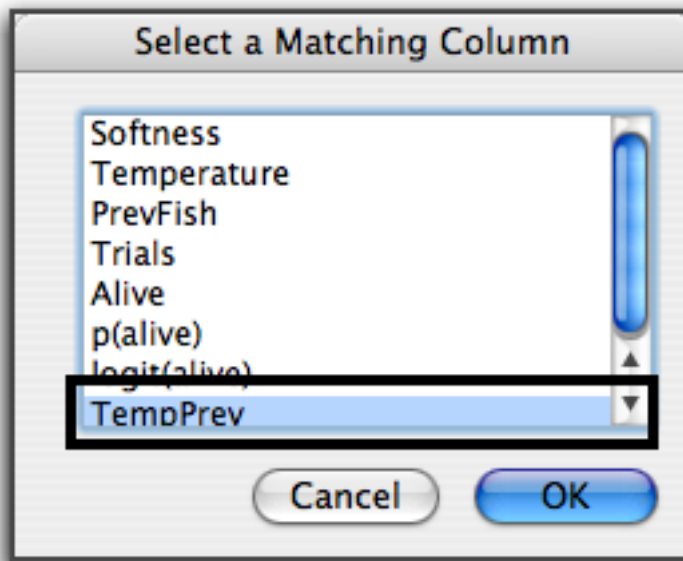 Select a Matching Column
Softness
Temperature
PrevFish
Trials
Alive
p(alive)
logit(alive)
TempPrev
Cancel OK